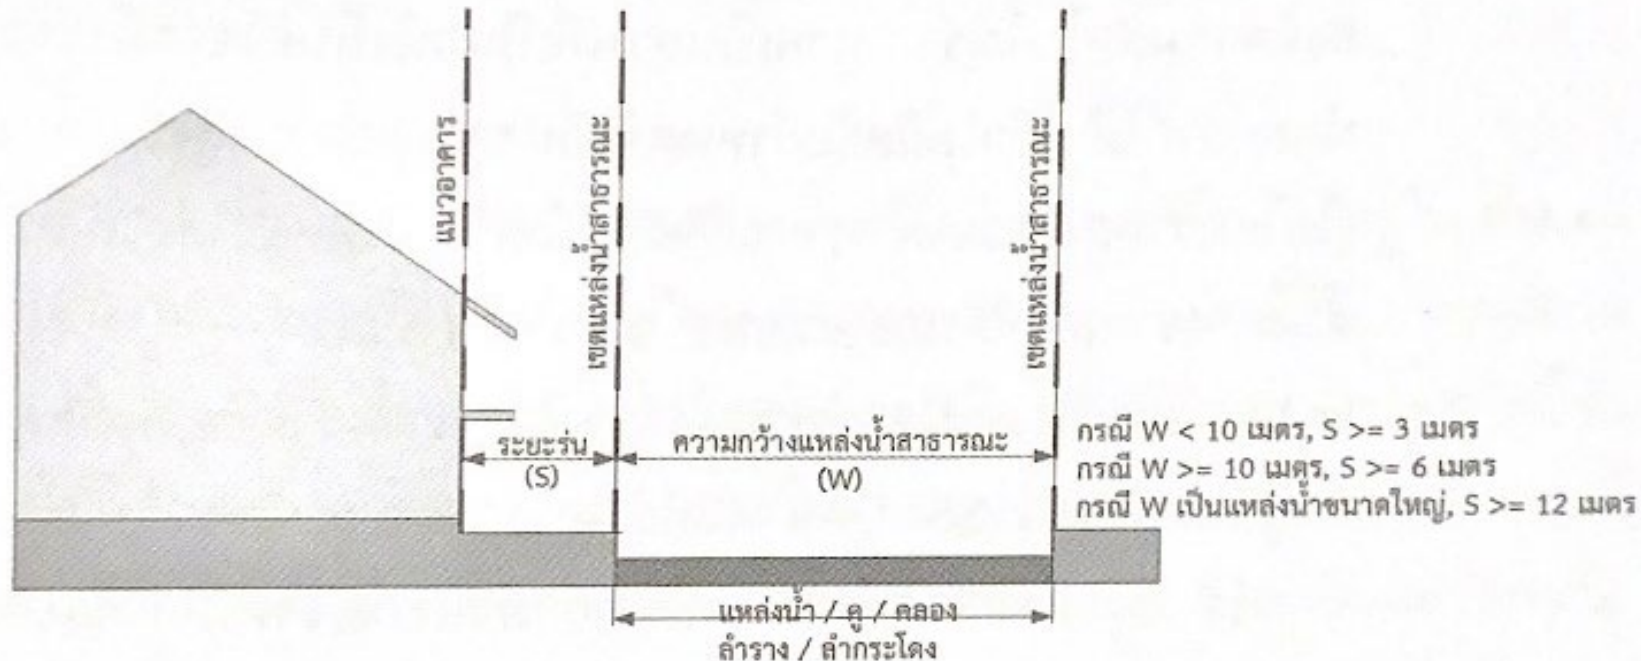 แนวอาคาร
เขตแหล่งน้ำสาธารณะ
เขตแหล่งน้ำสาธารณะ
ระยะร่น
(S)
ความกว้างแหล่งน้ำสาธารณะ
(W)
กรณี W < 10 เมตร, S >= 3 เมตร
กรณี W >= 10 เมตร, S >= 6 เมตร
กรณี W เป็นแหล่งน้ำขนาดใหญ่, S >= 12 เมตร
แหล่งน้ำ / คู / คลอง
ลำราง / ลำกระโดง